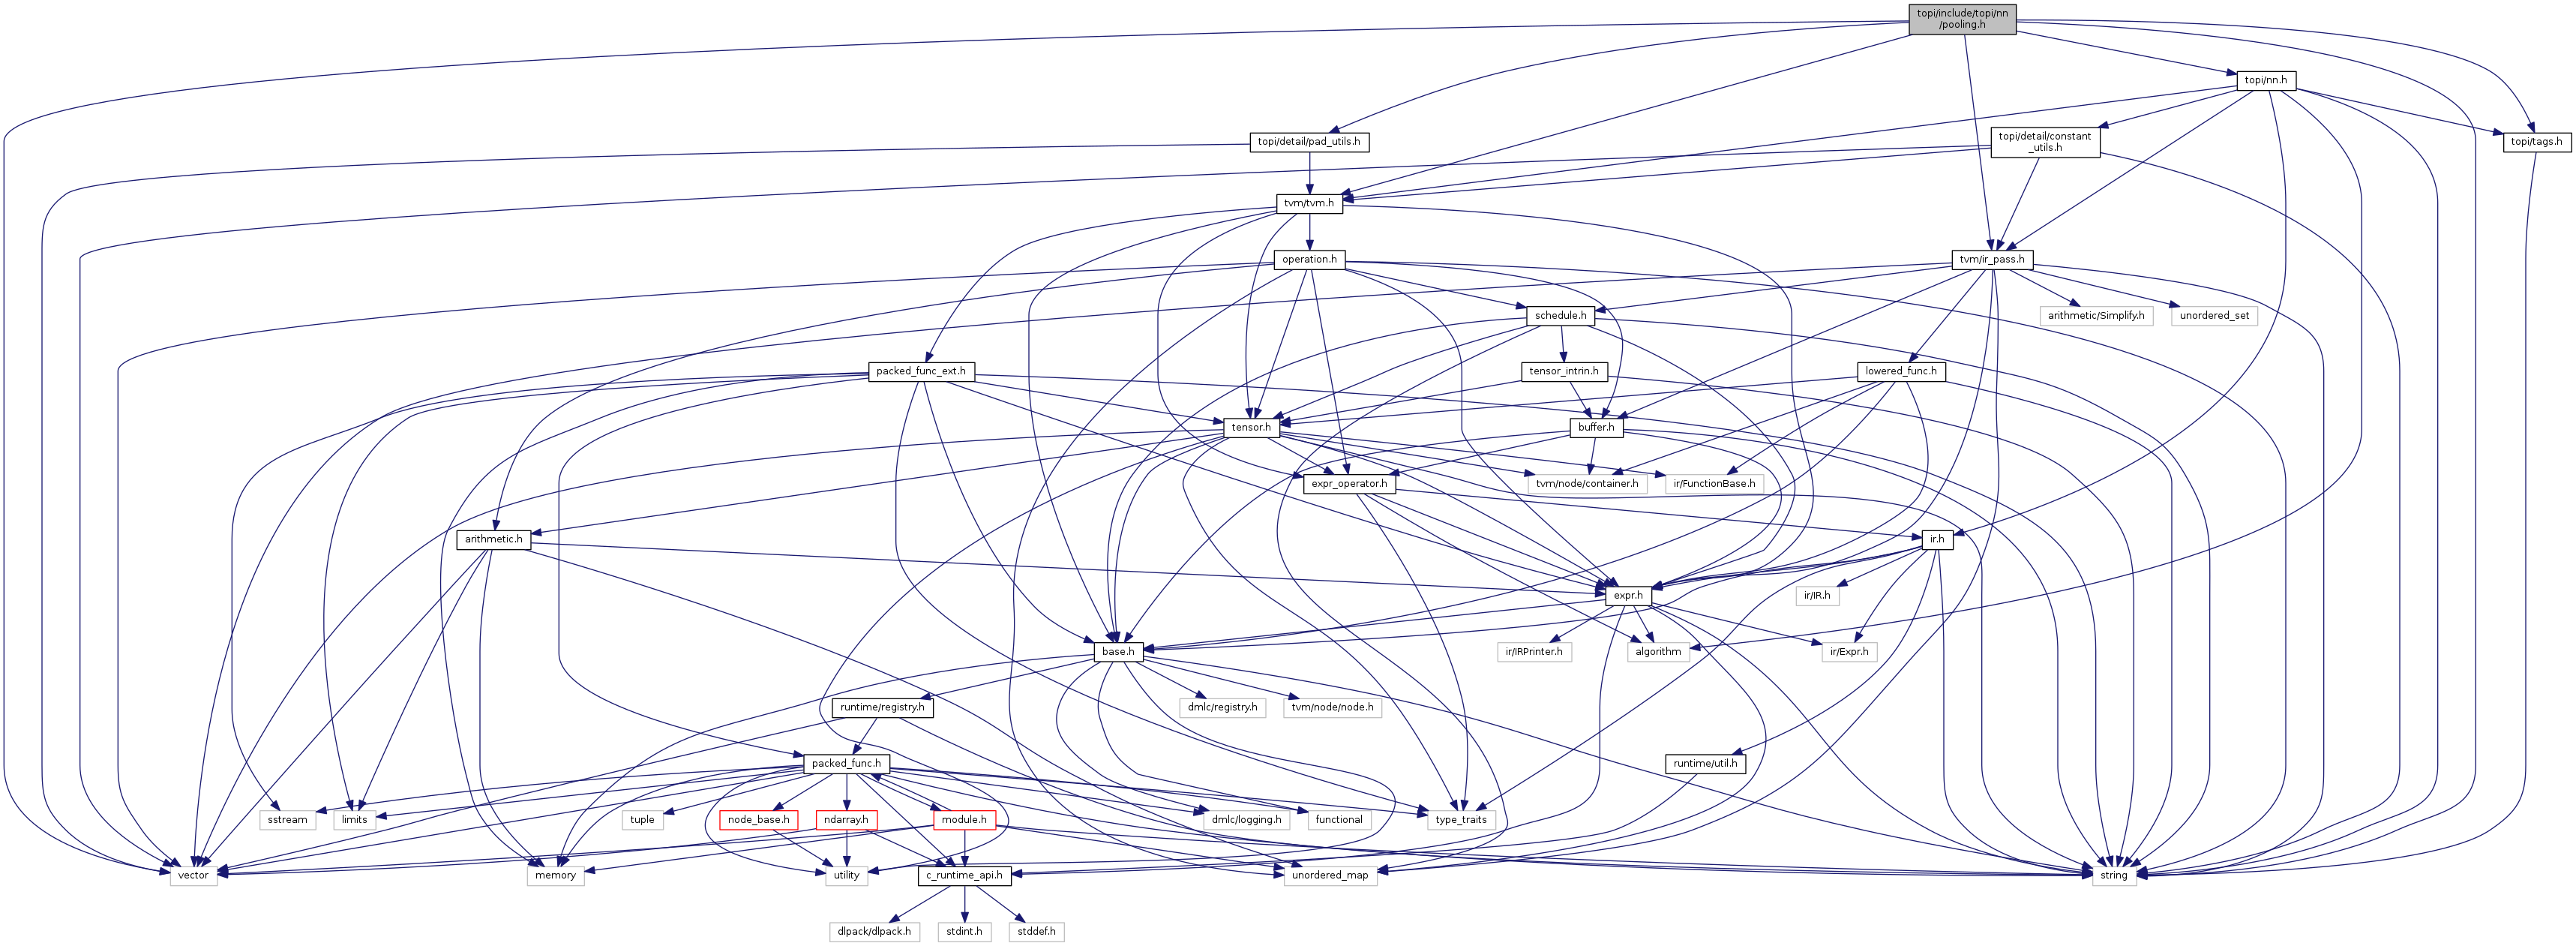 topi/include/topi/nn
/pooling.h
topi/nn.h
topi/detail/pad_utils.h
topi/detail/constant
_utils.h
topi/tags.h
tvm/tvm.h
operation.h
tvm/ir_pass.h
schedule.h
arithmetic/Simplify.h
unordered_set
packed_func_ext.h
tensor_intrin.h
lowered_func.h
tensor.h
buffer.h
expr_operator.h
tvm/node/container.h
ir/FunctionBase.h
arithmetic.h
ir.h
expr.h
ir/IR.h
base.h
ir/IRPrinter.h
algorithm
ir/Expr.h
runtime/registry.h
dmlc/registry.h
tvm/node/node.h
packed_func.h
runtime/util.h
sstream
limits
tuple
node_base.h
ndarray.h
module.h
dmlc/logging.h
functional
type_traits
vector
memory
utility
c_runtime_api.h
unordered_map
string
dlpack/dlpack.h
stdint.h
stddef.h